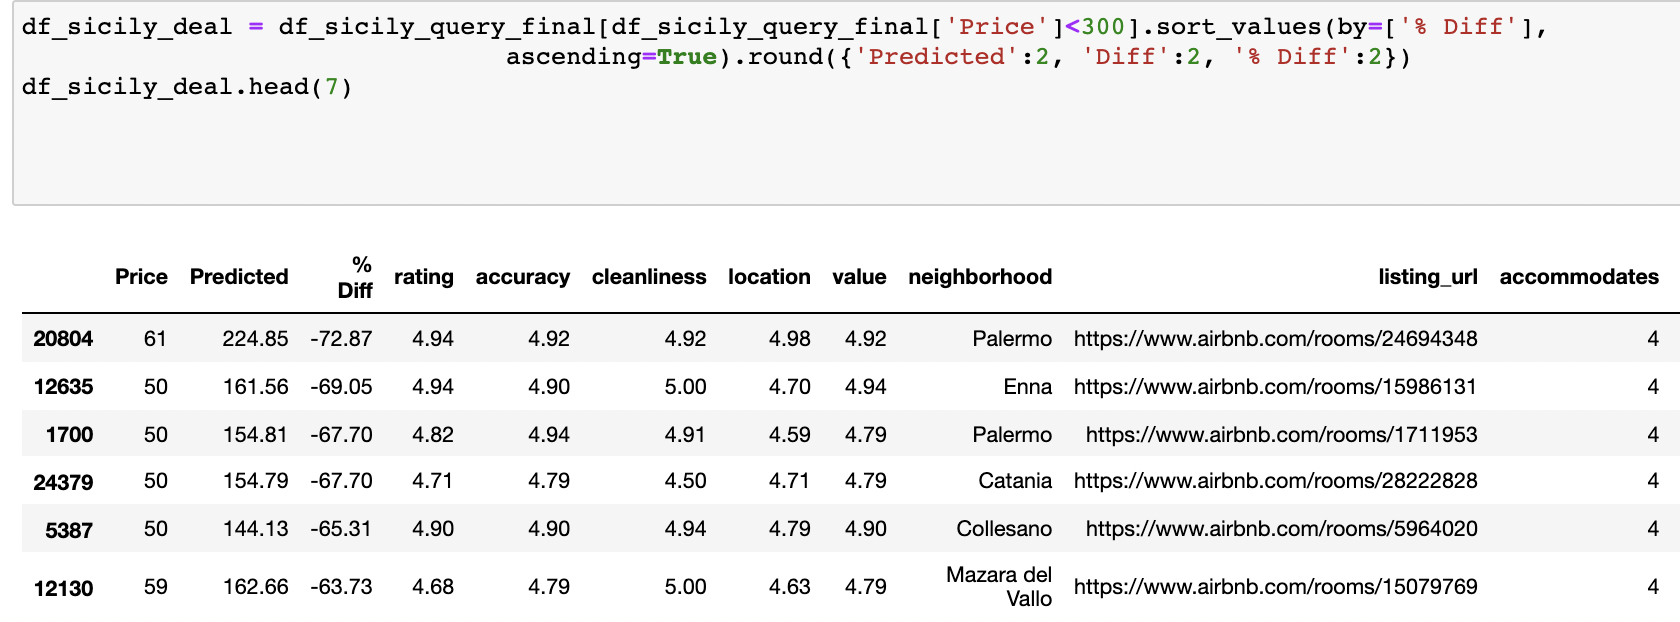 df_sicily_deal = df_sicily_query_final[df_sicily_query_final['Price']<300].sort_values(by=['% Diff'],
ascending=True).round({'Predicted':2, 'Diff':2, '% Diff':2})
df_sicily_deal.head(7)
Price Predicted % Diff rating accuracy cleanliness location value neighborhood listing_url accommodates
20804 61 224.85 -72.87 4.94 4.92 4.92 4.98 4.92 Palermo https://www.airbnb.com/rooms/24694348 4
12635 50 161.56 -69.05 4.94 4.90 5.00 4.70 4.94 Enna https://www.airbnb.com/rooms/15986131 4
1700 50 154.81 -67.70 4.82 4.94 4.91 4.59 4.79 Palermo https://www.airbnb.com/rooms/1711953 4
24379 50 154.79 -67.70 4.71 4.79 4.50 4.71 4.79 Catania https://www.airbnb.com/rooms/28222828 4
5387 50 144.13 -65.31 4.90 4.90 4.94 4.79 4.90 Collesano https://www.airbnb.com/rooms/5964020 4
12130 59 162.66 -63.73 4.68 4.79 5.00 4.63 4.79 Mazara del Vallo https://www.airbnb.com/rooms/15079769 4